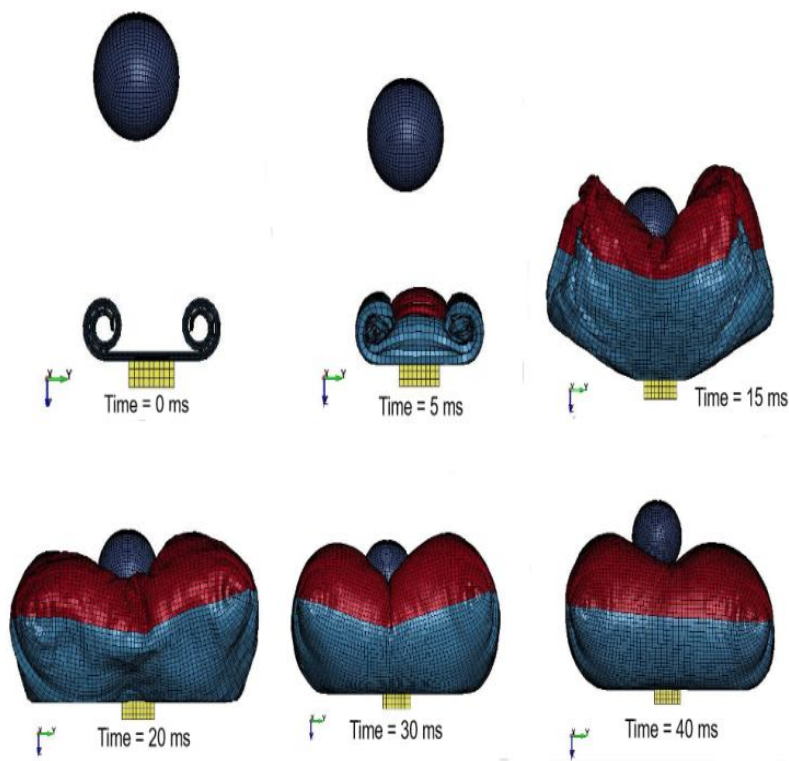 Time = 0 ms
Time = 5 ms
Time = 15 ms
Time = 20 ms
Time = 30 ms
Time = 40 ms